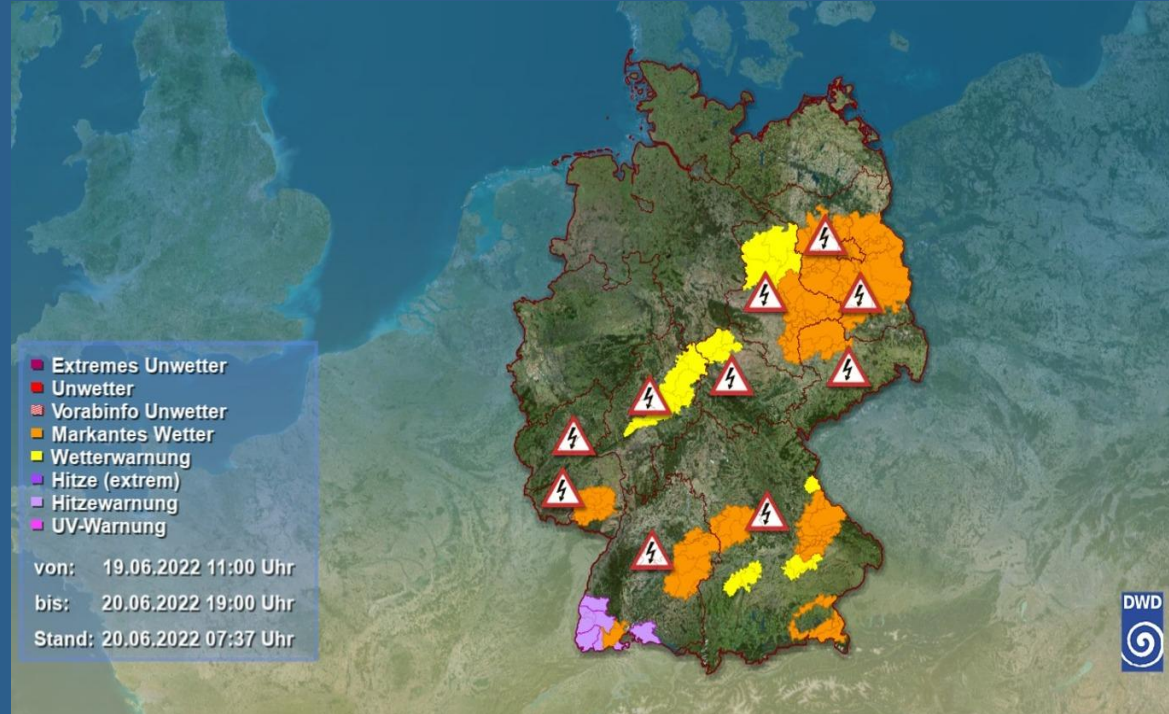 Extremes Unwetter
Unwetter
Vorabinfo Unwetter
Markantes Wetter
Wetterwarnung
Hitze (extrem)
Hitzewarnung
UV-Warnung
von: 19.06.2022 11:00 Uhr
bis: 20.06.2022 19:00 Uhr
Stand: 20.06.2022 07:37 Uhr
DWD